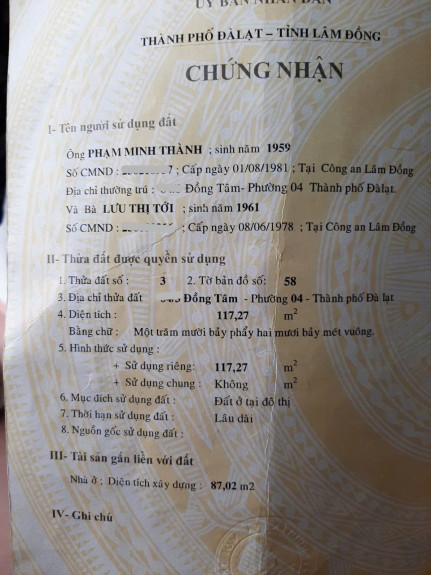 ỦY BAN NHÂN DÂN
THÀNH PHỐ ĐÀLẠT – TỈNH LÂM ĐỒNG
CHỨNG NHẬN
I- Tên người sử dụng đất
Ông PHẠM MINH THÀNH ; sinh năm 1959
Số CMND : 7 ; Cấp ngày 01/08/1981 ; Tại Công an Lâm Đồng
Địa chỉ thường trú : Đồng Tâm- Phường 04 Thành phố Đàlạt.
Và Bà LƯU THỊ TỚI ; sinh năm 1961
Số CMND : ; Cấp ngày 08/06/1978 ; Tại Công an Lâm Đồng
II- Thửa đất được quyền sử dụng
1. Thửa đất số : 3 2. Tờ bản đồ số: 58
3. Địa chỉ thửa đất Đồng Tâm - Phường 04 - Thành phố Đà lạt
4. Diện tích : 117,27 m2
Bằng chữ : Một trăm mười bảy phẩy hai mươi bảy mét vuông.
5. Hình thức sử dụng :
+ Sử dụng riêng: 117,27 m2
+ Sử dụng chung : Không m2
6. Mục đích sử dụng đất : Đất ở tại đô thị
7. Thời hạn sử dụng đất : Lâu dài
8. Nguồn gốc sử dụng đất :
III- Tài sản gắn liền với đất
Nhà ở ; Diện tích xây dựng : 87,02 m2
IV- Ghi chú